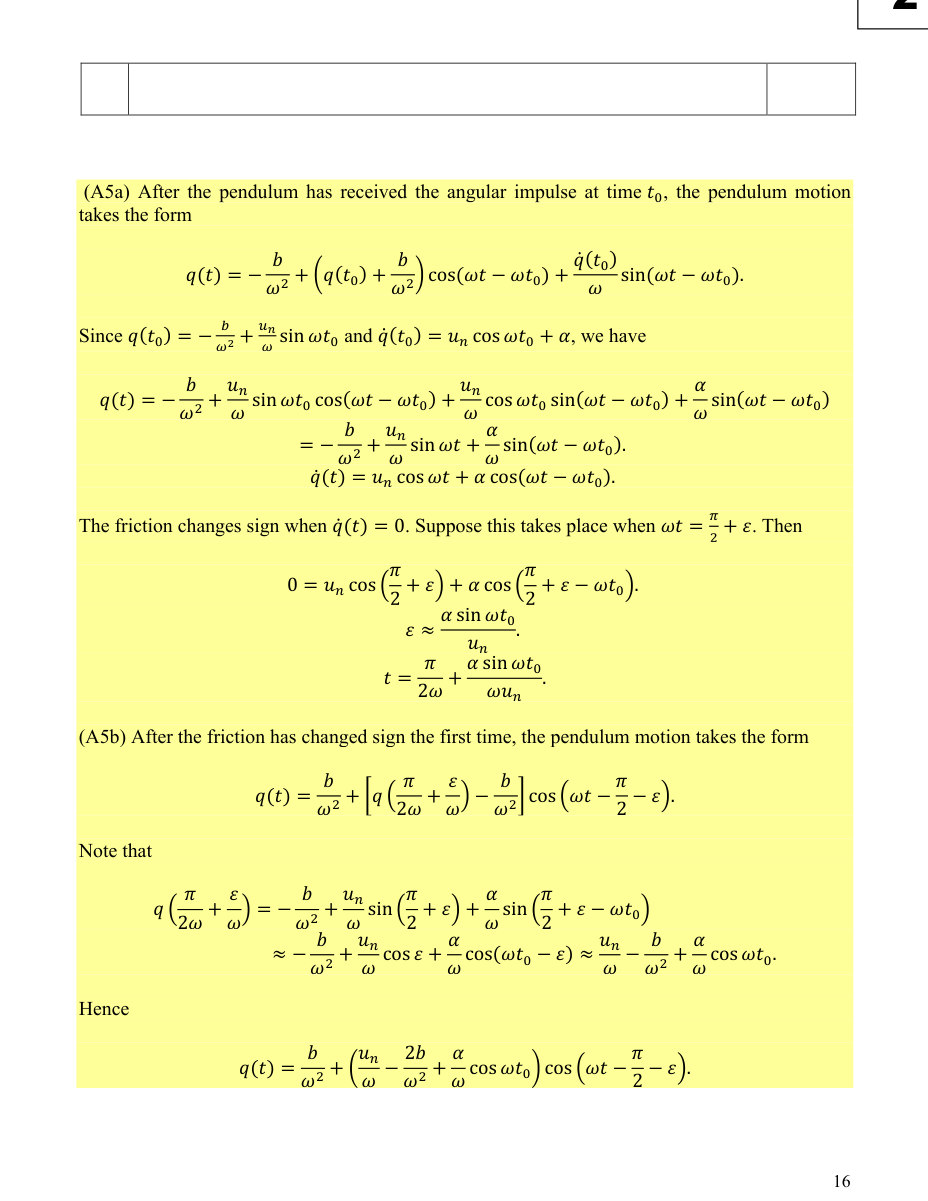 2
(A5a) After the pendulum has received the angular impulse at time 𝑡₀, the pendulum motion
takes the form
𝑞(𝑡) = −𝑏/𝜔² + (𝑞(𝑡₀) + 𝑏/𝜔²) cos(𝜔𝑡 − 𝜔𝑡₀) + 𝑞̇(𝑡₀)/𝜔 sin(𝜔𝑡 − 𝜔𝑡₀).
Since 𝑞(𝑡₀) = −𝑏/𝜔² + 𝑢ₙ/𝜔 sin 𝜔𝑡₀ and 𝑞̇(𝑡₀) = 𝑢ₙ cos 𝜔𝑡₀ + 𝛼, we have
𝑞(𝑡) = −𝑏/𝜔² + 𝑢ₙ/𝜔 sin 𝜔𝑡₀ cos(𝜔𝑡 − 𝜔𝑡₀) + 𝑢ₙ/𝜔 cos 𝜔𝑡₀ sin(𝜔𝑡 − 𝜔𝑡₀) + 𝛼/𝜔 sin(𝜔𝑡 − 𝜔𝑡₀)
= −𝑏/𝜔² + 𝑢ₙ/𝜔 sin 𝜔𝑡 + 𝛼/𝜔 sin(𝜔𝑡 − 𝜔𝑡₀).
𝑞̇(𝑡) = 𝑢ₙ cos 𝜔𝑡 + 𝛼 cos(𝜔𝑡 − 𝜔𝑡₀).
The friction changes sign when 𝑞̇(𝑡) = 0. Suppose this takes place when 𝜔𝑡 = 𝜋/2 + 𝜀. Then
0 = 𝑢ₙ cos(𝜋/2 + 𝜀) + 𝛼 cos(𝜋/2 + 𝜀 − 𝜔𝑡₀).
𝜀 ≈ 𝛼 sin 𝜔𝑡₀/𝑢ₙ.
𝑡 = 𝜋/2𝜔 + 𝛼 sin 𝜔𝑡₀/𝜔𝑢ₙ.
(A5b) After the friction has changed sign the first time, the pendulum motion takes the form
𝑞(𝑡) = 𝑏/𝜔² + [𝑞(𝜋/2𝜔 + 𝜀/𝜔) − 𝑏/𝜔²] cos(𝜔𝑡 − 𝜋/2 − 𝜀).
Note that
𝑞(𝜋/2𝜔 + 𝜀/𝜔) = −𝑏/𝜔² + 𝑢ₙ/𝜔 sin(𝜋/2 + 𝜀) + 𝛼/𝜔 sin(𝜋/2 + 𝜀 − 𝜔𝑡₀)
≈ −𝑏/𝜔² + 𝑢ₙ/𝜔 cos 𝜀 + 𝛼/𝜔 cos(𝜔𝑡₀ − 𝜀) ≈ 𝑢ₙ/𝜔 − 𝑏/𝜔² + 𝛼/𝜔 cos 𝜔𝑡₀.
Hence
𝑞(𝑡) = 𝑏/𝜔² + (𝑢ₙ/𝜔 − 2𝑏/𝜔² + 𝛼/𝜔 cos 𝜔𝑡₀) cos(𝜔𝑡 − 𝜋/2 − 𝜀).
16